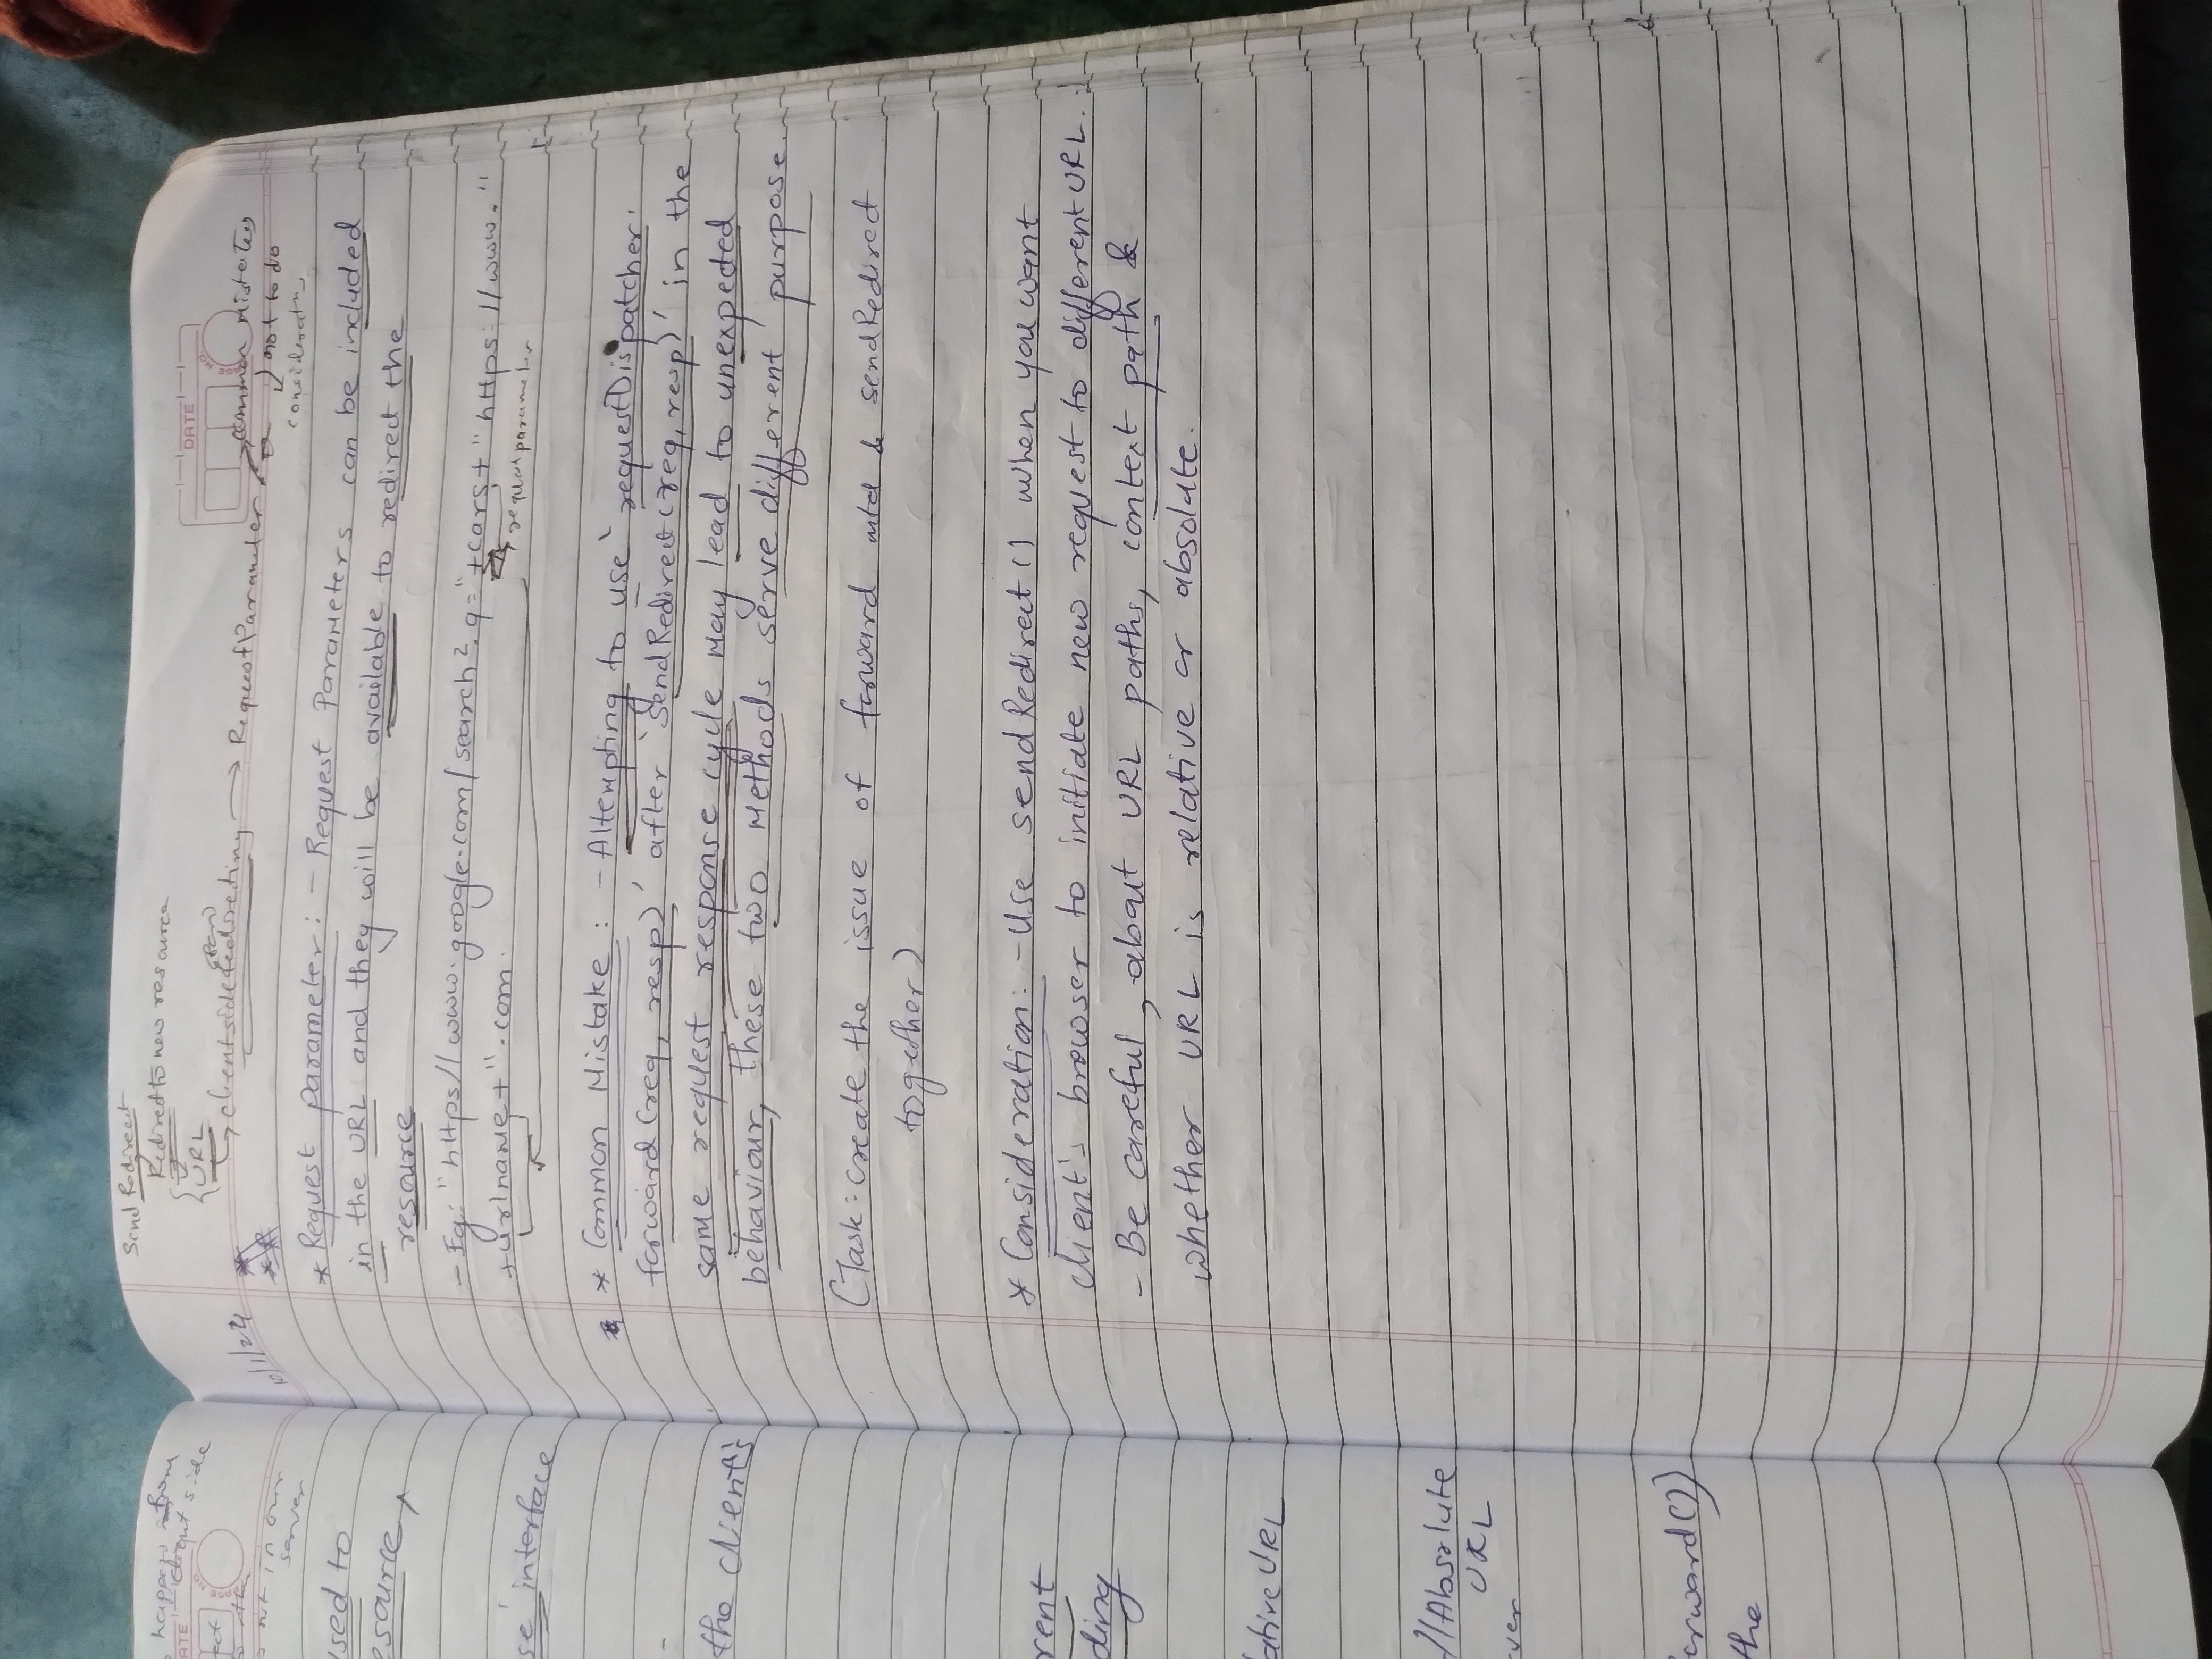 happens from
client side
DATE
ect
not in our
server
used to
esource,
se' interface
the client's
rent
ding
ative URL
//Absolute
URL
ver
erward())
the
Send Redirect
Redirect to new resource
URL
client side redirecting → Request Parameter
DATE
common mistakes
not to do
10/1/24
* Request parameter : - Request Parameters can be included
in the URL and they will be available to redirect the
resource
- Eg: "https// www.google.com/search?q="+cars+"https://www."
+urlname+".com.
request parameter
* Common Mistake : - Attempting to use 'requestDispatcher.
forward(req, resp)' after 'SendRedirect(req, resp)' in the
same request response cycle may lead to unexpected
behaviour, these two methods serve different purpose.
(Task: create the issue of forward mtd & sendRedirect
together)
* Consideration: - Use sendRedirect() when you want
client's browser to initiate new request to different URL.
- Be careful, about URL paths, context path &
whether URL is relative or absolute.